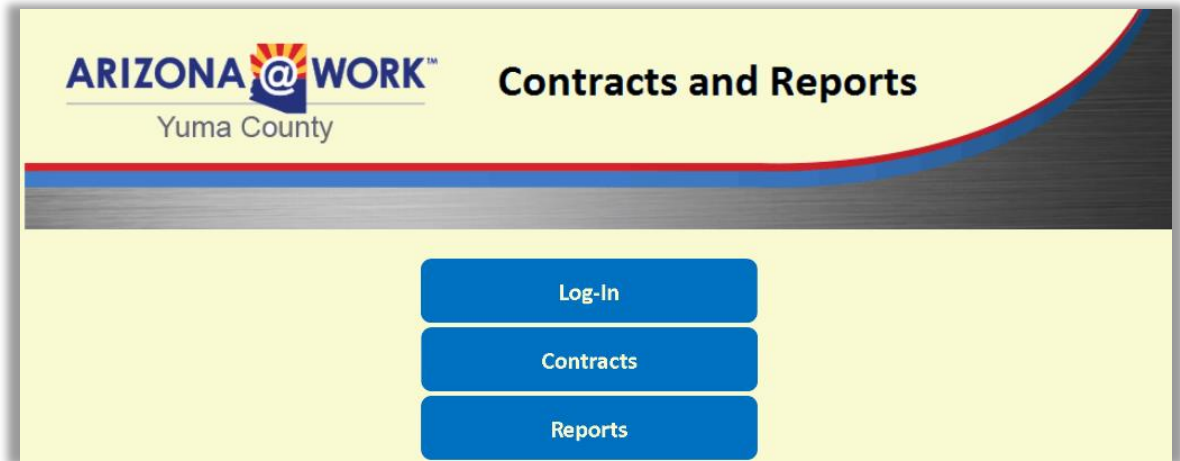 ARIZONA @ WORK™
Yuma County
Contracts and Reports
Log-In
Contracts
Reports